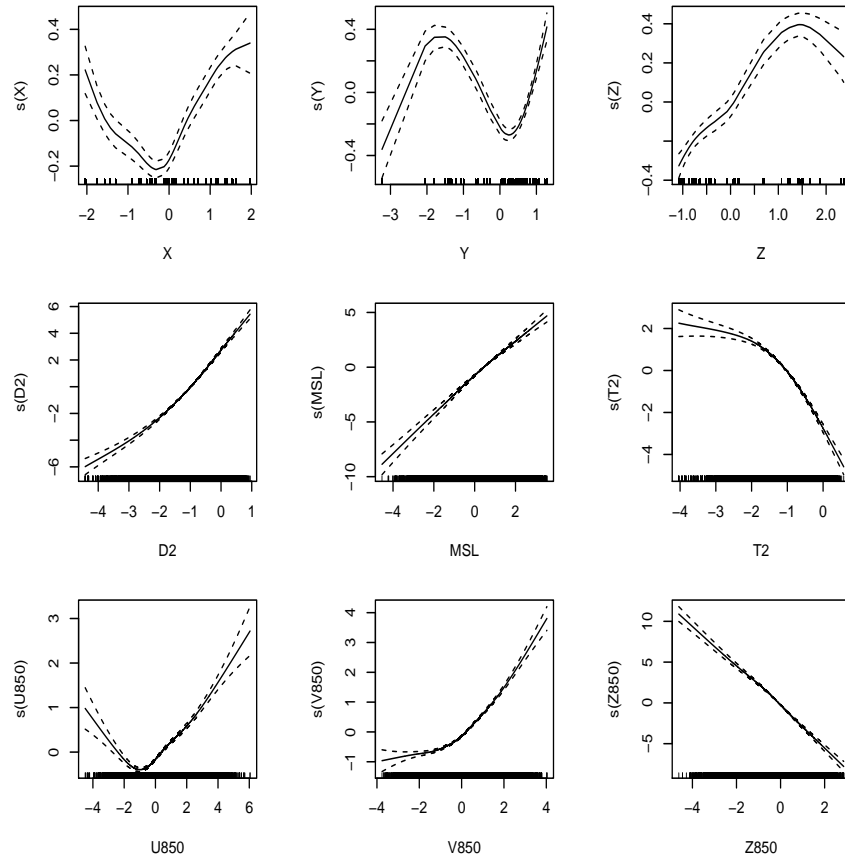 0.4
0.2
0.0
−0.2
s(X)
−2 −1 0 1 2
X
0.4
0.0
−0.4
s(Y)
−3 −2 −1 0 1
Y
0.4
0.2
0.0
−0.4
s(Z)
−1.0 0.0 1.0 2.0
Z
6
4
2
−2
−6
s(D2)
−4 −3 −2 −1 0 1
D2
5
0
−5
−10
s(MSL)
−4 −2 0 2
MSL
2
0
−2
−4
s(T2)
−4 −3 −2 −1 0
T2
3
2
1
0
s(U850)
−4 −2 0 2 4 6
U850
4
3
2
1
0
−1
s(V850)
−4 −2 0 2 4
V850
10
5
0
−5
s(Z850)
−4 −2 0 2
Z850